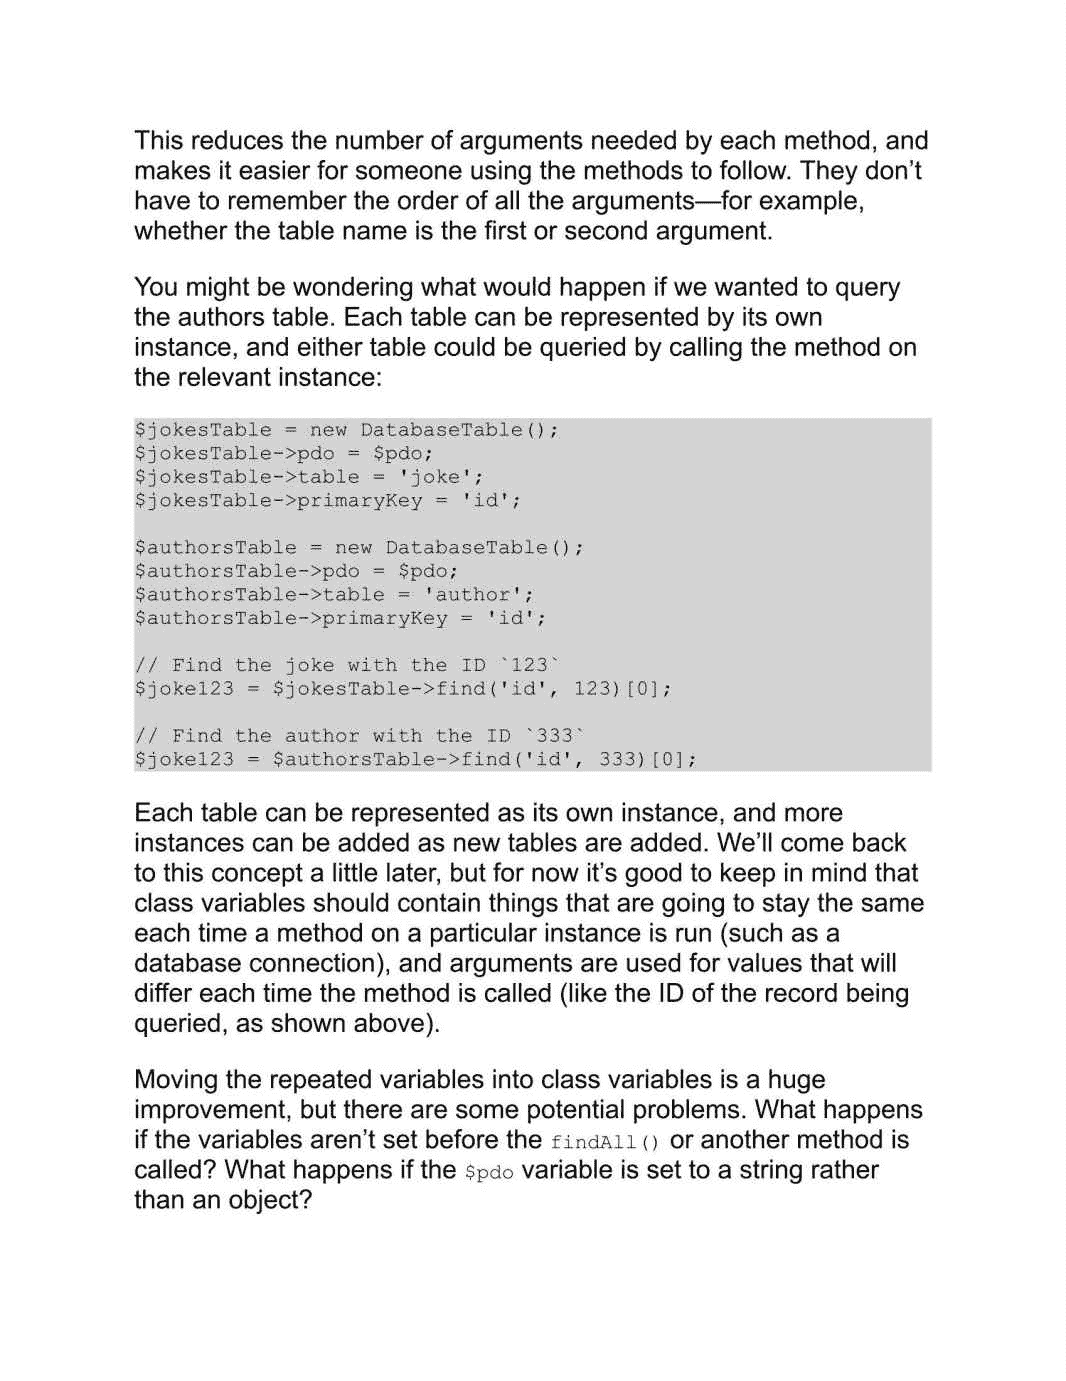 This reduces the number of arguments needed by each method, and
makes it easier for someone using the methods to follow. They don’t
have to remember the order of all the arguments—for example,
whether the table name is the first or second argument.
You might be wondering what would happen if we wanted to query
the authors table. Each table can be represented by its own
instance, and either table could be queried by calling the method on
the relevant instance:
$jokesTable = new DatabaseTable();
$jokesTable->pdo = $pdo;
$jokesTable->table = 'joke';
$jokesTable->primaryKey = 'id';
$authorsTable = new DatabaseTable();
$authorsTable->pdo = $pdo;
$authorsTable->table = 'author';
$authorsTable->primaryKey = 'id';
// Find the joke with the ID `123`
$joke123 = $jokesTable->find('id', 123)[0];
// Find the author with the ID `333`
$joke123 = $authorsTable->find('id', 333)[0];
Each table can be represented as its own instance, and more
instances can be added as new tables are added. We’ll come back
to this concept a little later, but for now it’s good to keep in mind that
class variables should contain things that are going to stay the same
each time a method on a particular instance is run (such as a
database connection), and arguments are used for values that will
differ each time the method is called (like the ID of the record being
queried, as shown above).
Moving the repeated variables into class variables is a huge
improvement, but there are some potential problems. What happens
if the variables aren’t set before the findAll() or another method is
called? What happens if the $pdo variable is set to a string rather
than an object?